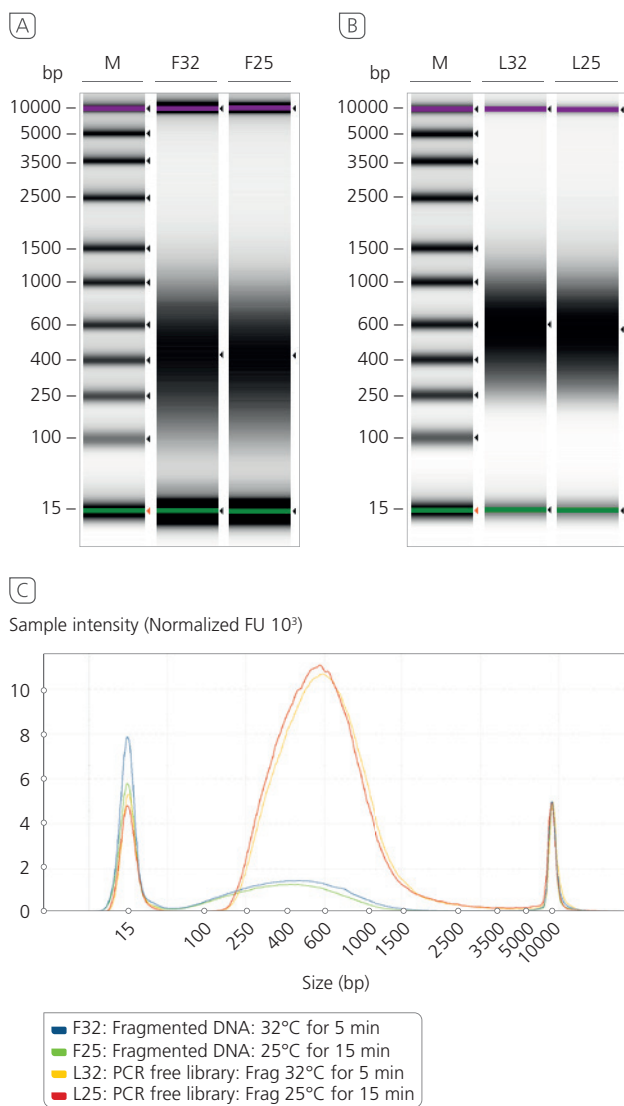 A
bp M F32 F25
10000
5000
3500
2500
1500
1000
600
400
250
100
15
B
bp M L32 L25
10000
5000
3500
2500
1500
1000
600
400
250
100
15
C
Sample intensity (Normalized FU 10³)
10
8
6
4
2
0
15 100 250 400 600 1000 1500 2500 3500 5000 10000
Size (bp)
F32: Fragmented DNA: 32°C for 5 min
F25: Fragmented DNA: 25°C for 15 min
L32: PCR free library: Frag 32°C for 5 min
L25: PCR free library: Frag 25°C for 15 min